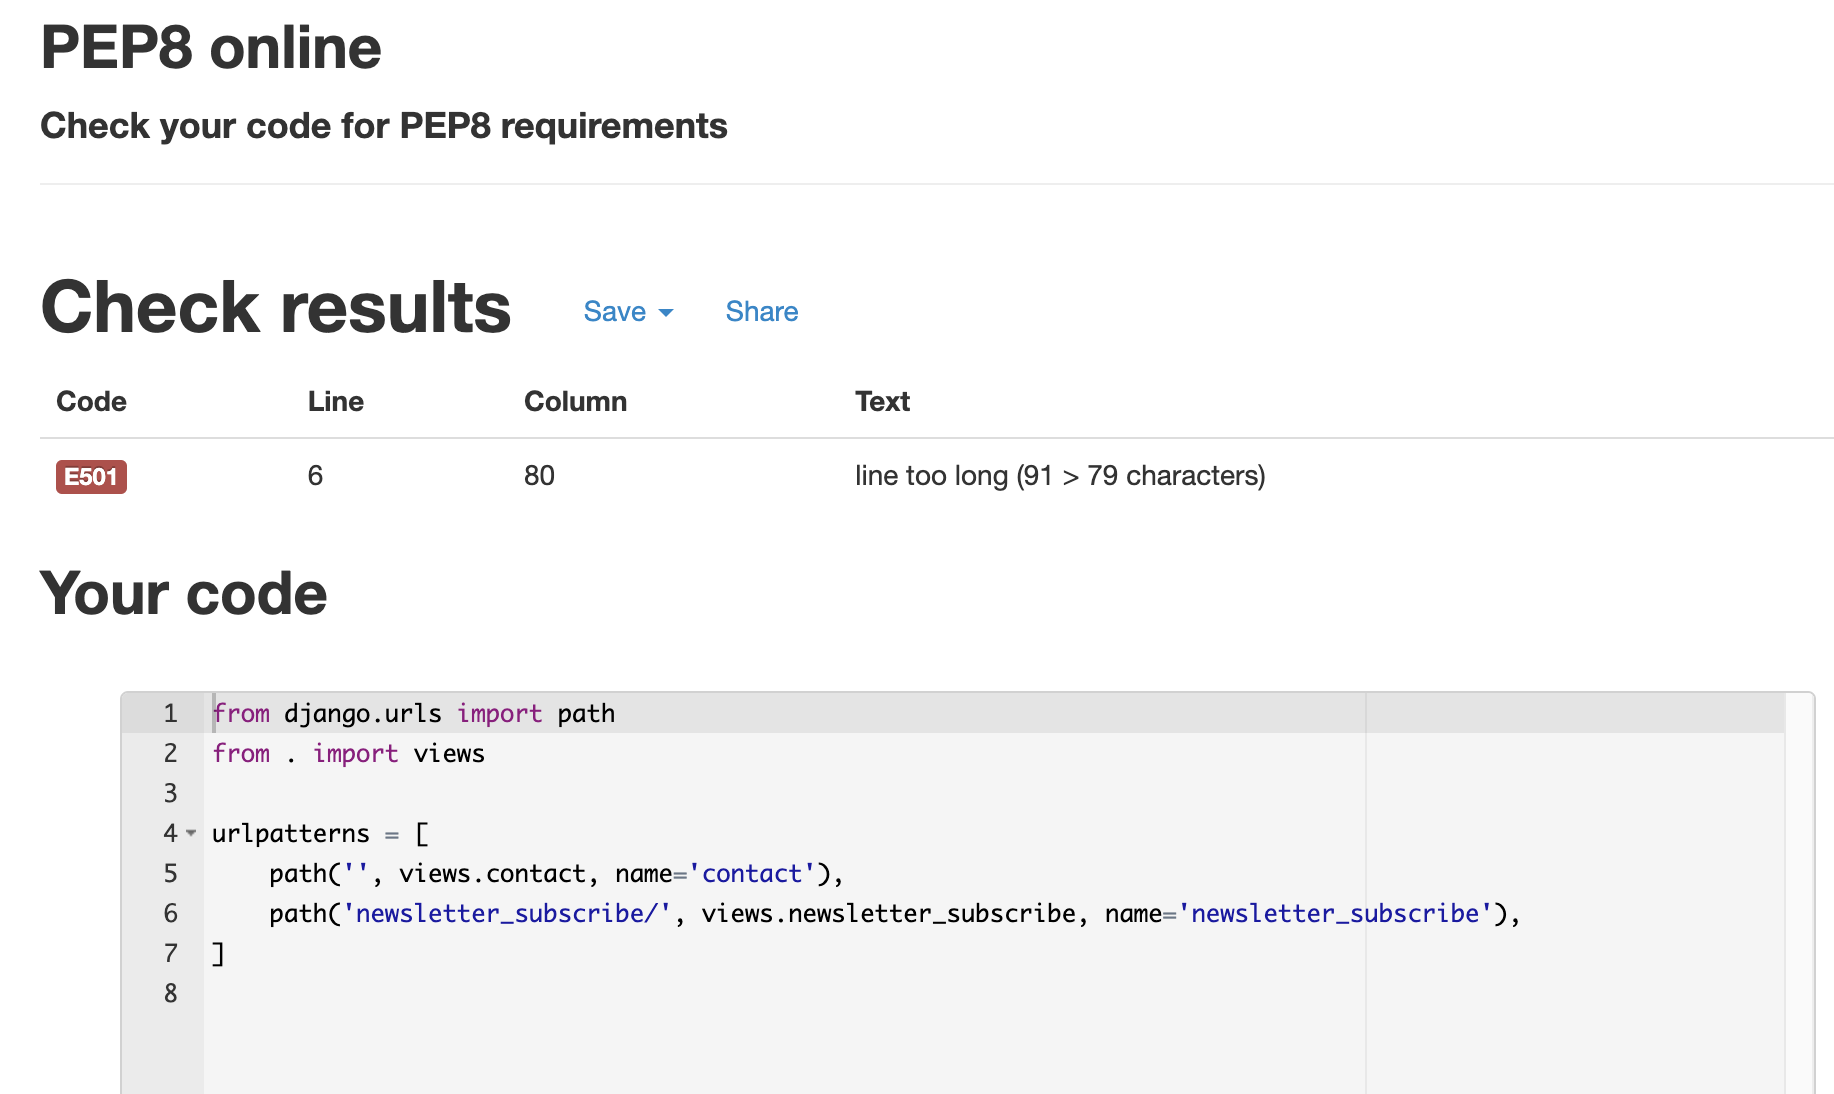 PEP8 online
Check your code for PEP8 requirements
Check results Save Share
Code Line Column Text
E501 6 80 line too long (91 > 79 characters)
Your code
1 from django.urls import path
2 from . import views
3
4 urlpatterns = [
5     path('', views.contact, name='contact'),
6     path('newsletter_subscribe/', views.newsletter_subscribe, name='newsletter_subscribe'),
7 ]
8